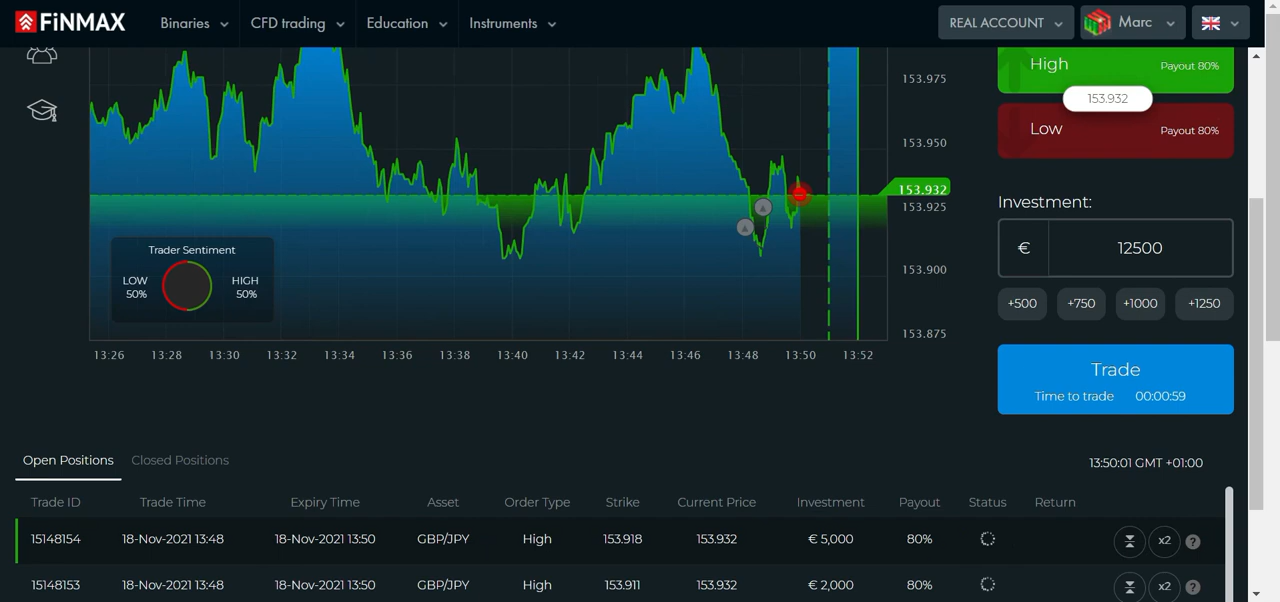 FiNMAX Binaries CFD trading Education Instruments REAL ACCOUNT Marc
153.975
153.950
153.932
153.925
153.900
153.875
Trader Sentiment
LOW HIGH
50% 50%
13:26 13:28 13:30 13:32 13:34 13:36 13:38 13:40 13:42 13:44 13:46 13:48 13:50 13:52
High Payout 80%
153.932
Low Payout 80%
Investment:
€ 12500
+500 +750 +1000 +1250
Trade
Time to trade 00:00:59
Open Positions Closed Positions
13:50:01 GMT +01:00
Trade ID Trade Time Expiry Time Asset Order Type Strike Current Price Investment Payout Status Return
15148154 18-Nov-2021 13:48 18-Nov-2021 13:50 GBP/JPY High 153.918 153.932 € 5,000 80% x2 ?
15148153 18-Nov-2021 13:48 18-Nov-2021 13:50 GBP/JPY High 153.911 153.932 € 2,000 80% x2 ?